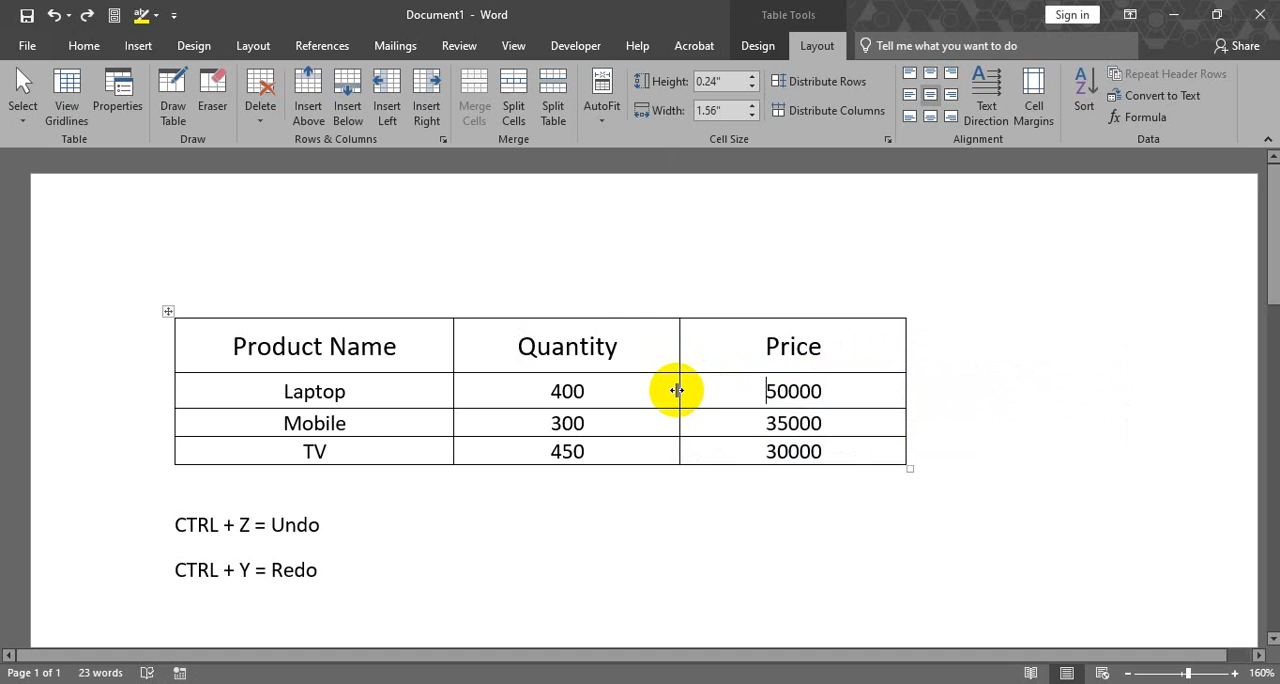 Document1 - Word
Table Tools
Sign in
File Home Insert Design Layout References Mailings Review View Developer Help Acrobat Design Layout Tell me what you want to do Share
Select View Gridlines Properties Draw Table Eraser Delete Insert Above Insert Below Insert Left Insert Right Merge Cells Split Cells Split Table AutoFit Height: 0.24" Width: 1.56" Distribute Rows Distribute Columns Text Direction Cell Margins Sort Repeat Header Rows Convert to Text Formula
Table Draw Rows & Columns Merge Cell Size Alignment Data
Product Name Quantity Price
Laptop 400 50000
Mobile 300 35000
TV 450 30000
CTRL + Z = Undo
CTRL + Y = Redo
Page 1 of 1 23 words 160%